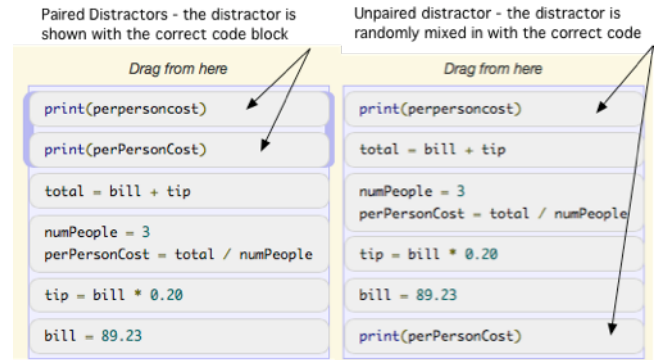 Paired Distractors - the distractor is
shown with the correct code block
Drag from here
print(perpersoncost)
print(perPersonCost)
total = bill + tip
numPeople = 3
perPersonCost = total / numPeople
tip = bill * 0.20
bill = 89.23
Unpaired distractor - the distractor is
randomly mixed in with the correct code
Drag from here
print(perpersoncost)
total = bill + tip
numPeople = 3
perPersonCost = total / numPeople
tip = bill * 0.20
bill = 89.23
print(perPersonCost)